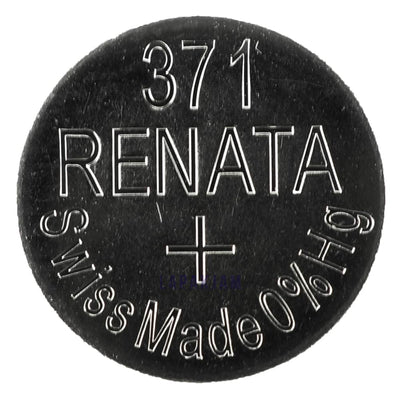 371
RENATA
+
Swiss Made 0% Hg